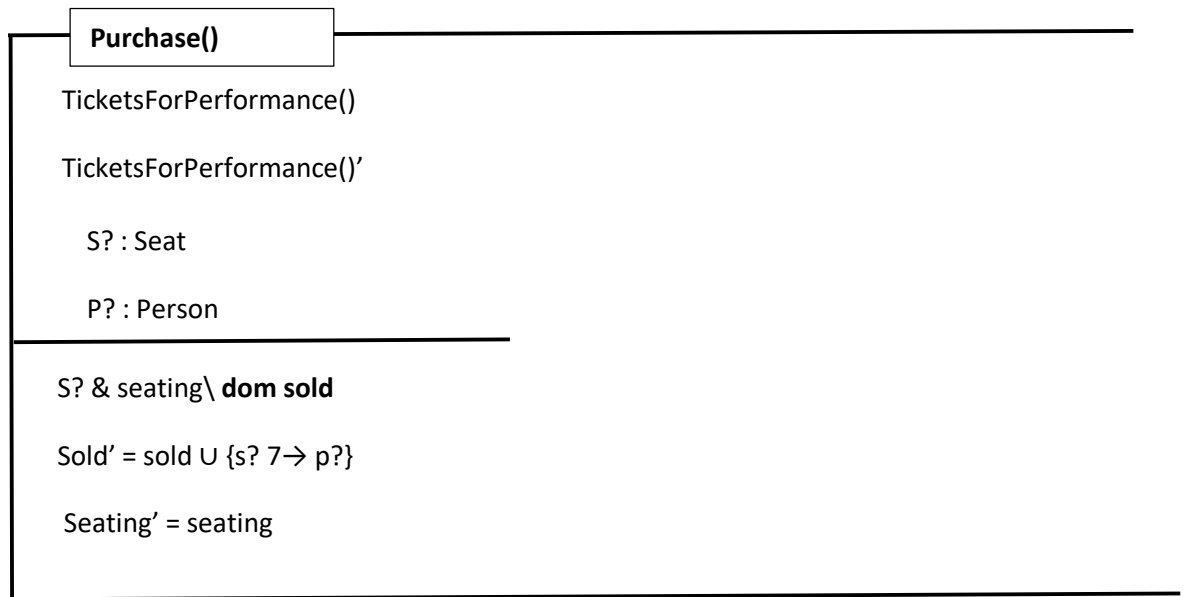 Purchase()
TicketsForPerformance()
TicketsForPerformance()’
S? : Seat
P? : Person
S? & seating\ dom sold
Sold’ = sold ∪ {s? 7→ p?}
Seating’ = seating